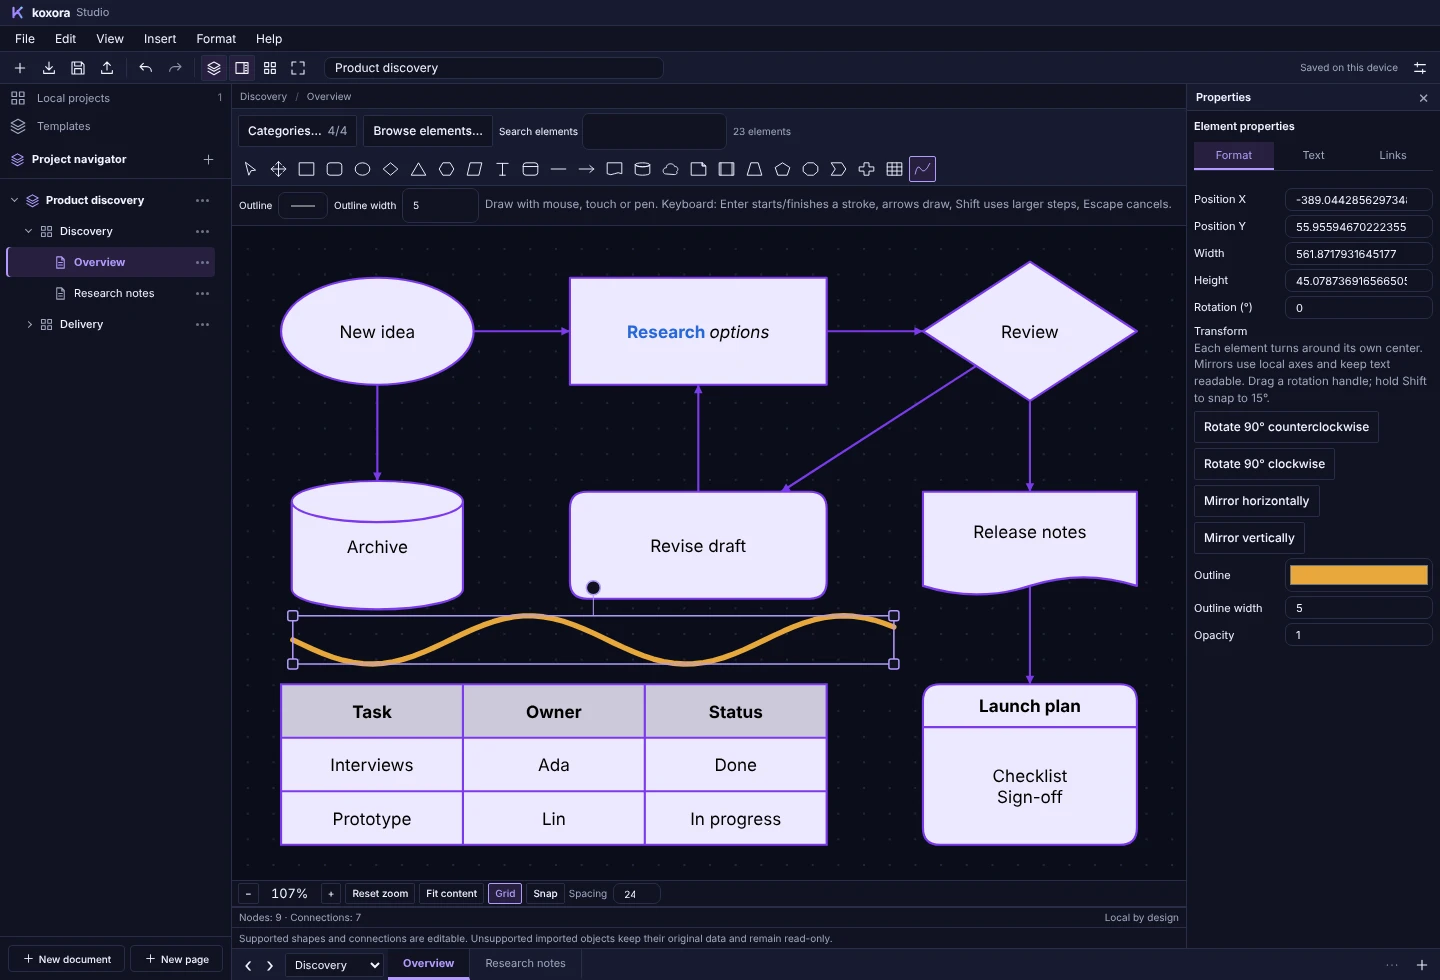 koxora Studio
File Edit View Insert Format Help
Product discovery
Saved on this device
Local projects 1
Templates
Project navigator
Product discovery
Discovery
Overview
Research notes
Delivery
New document
New page
Discovery / Overview
Categories... 4/4 Browse elements... Search elements 23 elements
Outline Outline width 5 Draw with mouse, touch or pen. Keyboard: Enter starts/finishes a stroke, arrows draw, Shift uses larger steps, Escape cancels.
New idea
Research options
Review
Archive
Revise draft
Release notes
Task Owner Status
Interviews Ada Done
Prototype Lin In progress
Launch plan
Checklist
Sign-off
107% Reset zoom Fit content Grid Snap Spacing 24
Nodes: 9 · Connections: 7 Local by design
Supported shapes and connections are editable. Unsupported imported objects keep their original data and remain read-only.
Discovery Overview Research notes
Properties
Element properties
Format Text Links
Position X -389.0442856297348
Position Y 55.95594670222355
Width 561.8717931645177
Height 45.078736916566505
Rotation (°) 0
Transform
Each element turns around its own center.
Mirrors use local axes and keep text
readable. Drag a rotation handle; hold Shift
to snap to 15°.
Rotate 90° counterclockwise
Rotate 90° clockwise
Mirror horizontally
Mirror vertically
Outline
Outline width 5
Opacity 1